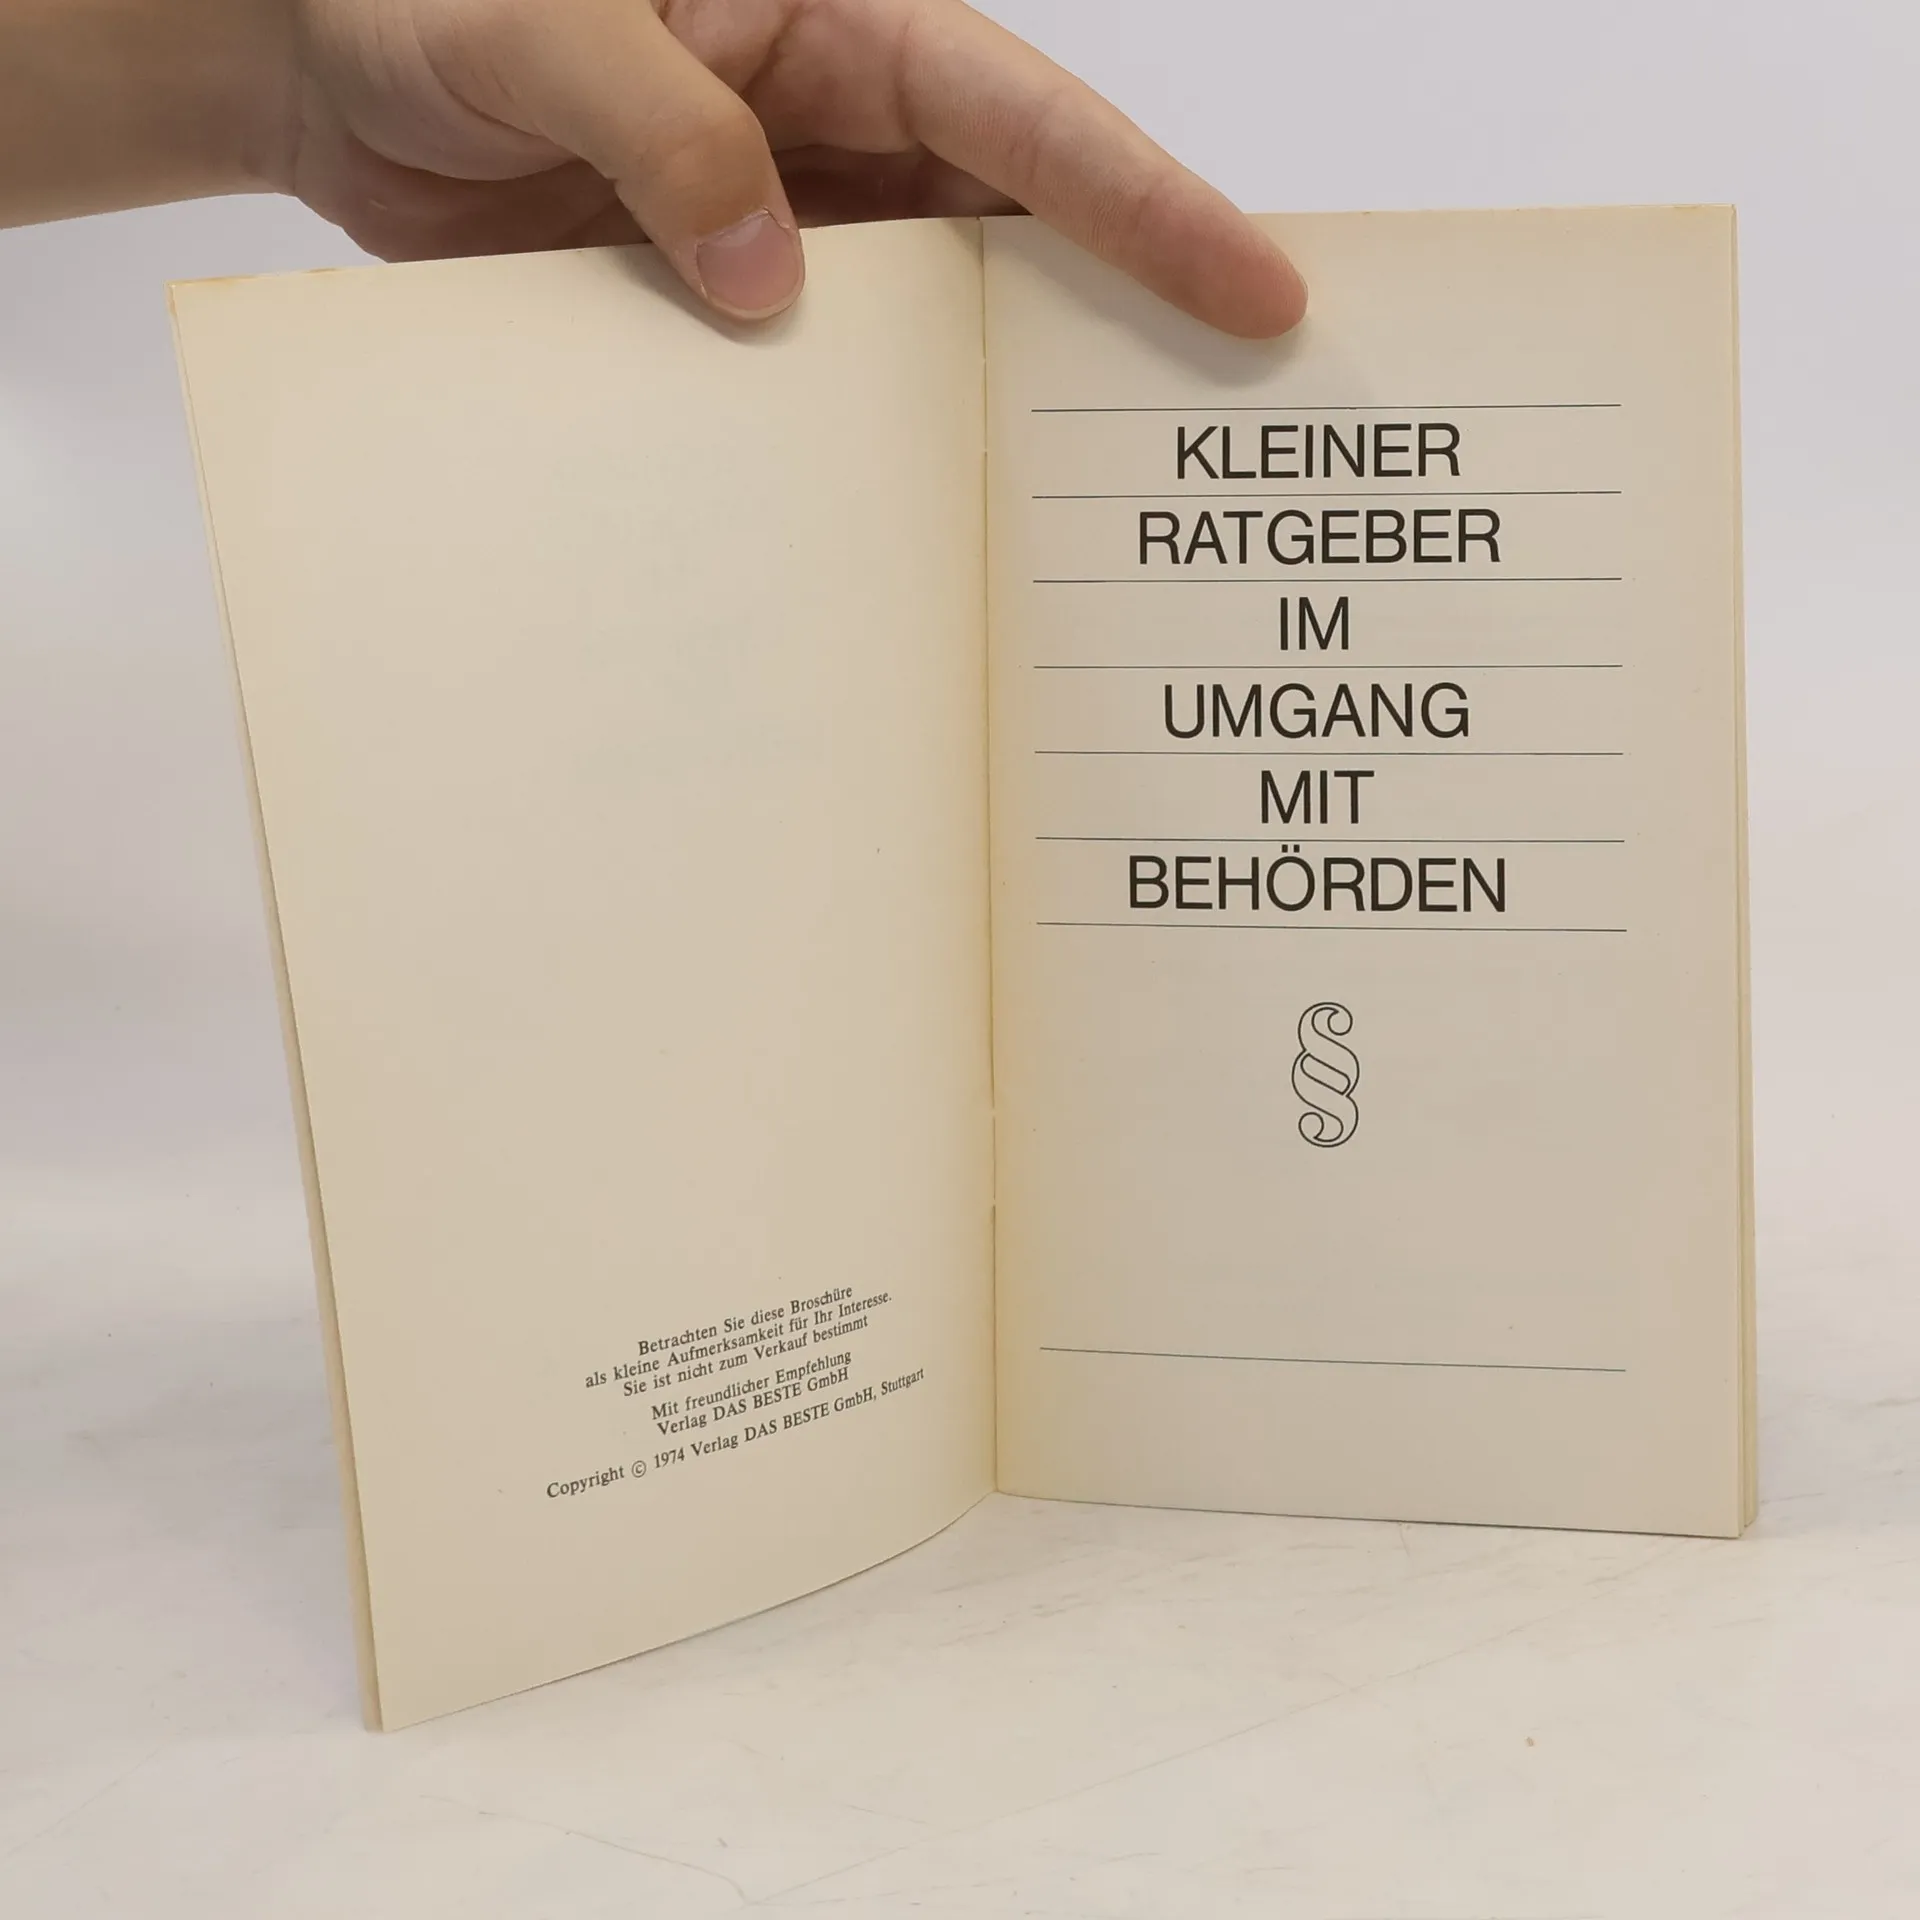 Betrachten Sie diese Broschüre
als kleine Aufmerksamkeit für Ihr Interesse.
Sie ist nicht zum Verkauf bestimmt
Mit freundlicher Empfehlung
Verlag DAS BESTE GmbH
Copyright © 1974 Verlag DAS BESTE GmbH, Stuttgart
KLEINER
RATGEBER
IM
UMGANG
MIT
BEHÖRDEN
§